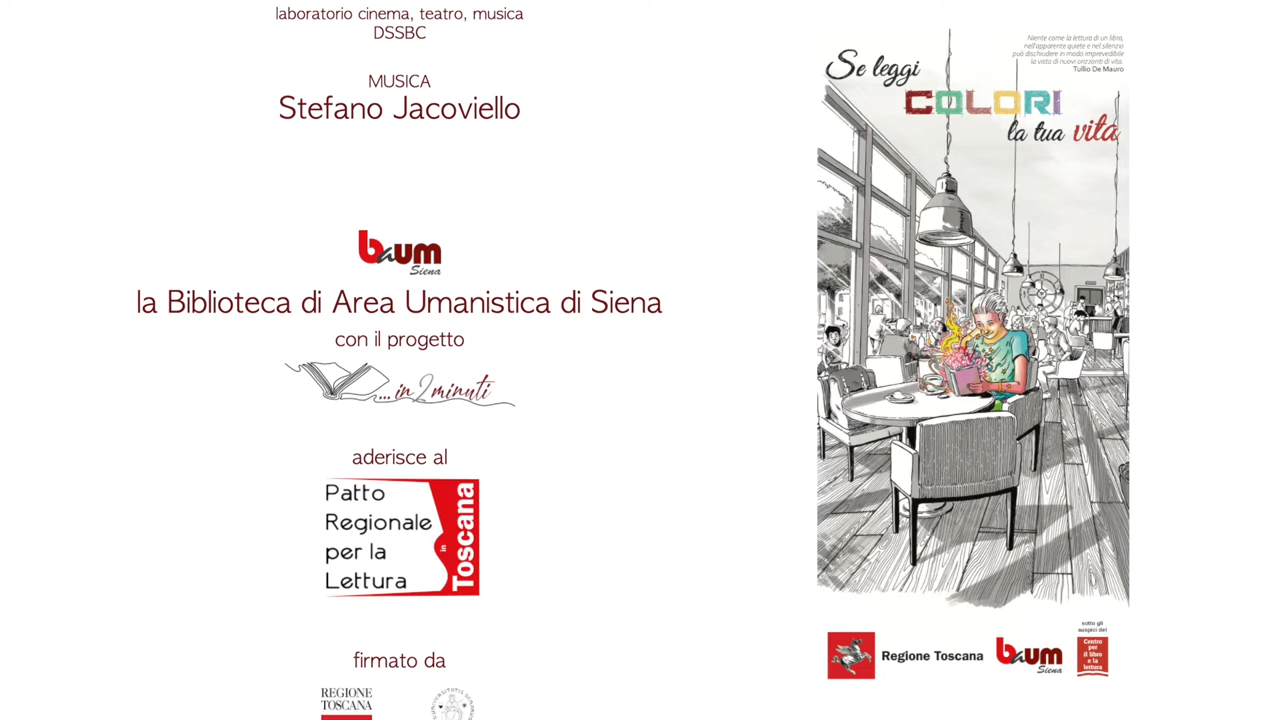 laboratorio cinema, teatro, musica
DSSBC
MUSICA
Stefano Jacoviello
baum
Siena
la Biblioteca di Area Umanistica di Siena
con il progetto
...in 2 minuti
aderisce al
Patto
Regionale
per la
Lettura
in
Toscana
firmato da
REGIONE
TOSCANA
Niente come la lettura di un libro,
nell'apparente quiete e nel silenzio
può dischiudere in modo imprevedibile
la vista di nuovi orizzonti di vita.
Tullio De Mauro
Se leggi
COLORI
la tua vita
Regione Toscana
baum
Siena
sotto gli
auspici del
Centro
per
il libro
e la
lettura